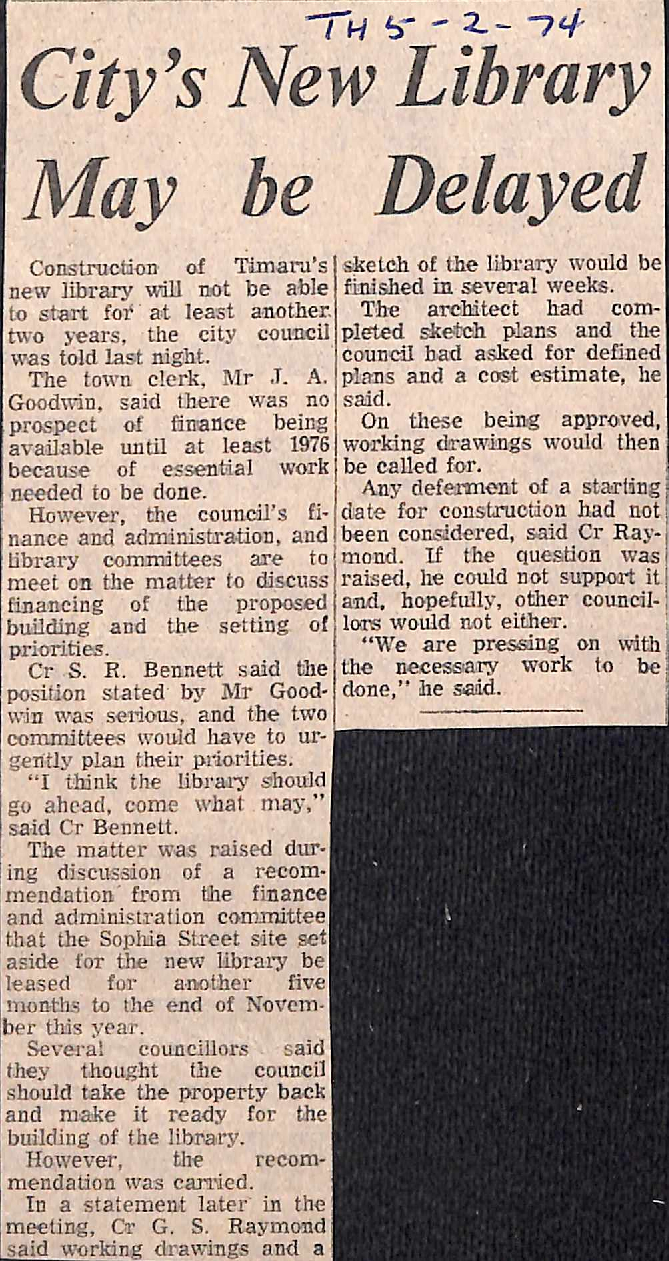 TH 5-2-74
City's New Library
May be Delayed
Construction of Timaru's
new library will not be able
to start for at least another
two years, the city council
was told last night.
The town clerk, Mr J. A.
Goodwin, said there was no
prospect of finance being
available until at least 1976
because of essential work
needed to be done.
However, the council's fi-
nance and administration, and
library committees are to
meet on the matter to discuss
financing of the proposed
building and the setting of
priorities.
Cr S. R. Bennett said the
position stated by Mr Good-
win was serious, and the two
committees would have to ur-
gently plan their priorities.
"I think the library should
go ahead, come what may,"
said Cr Bennett.
The matter was raised dur-
ing discussion of a recom-
mendation from the finance
and administration committee
that the Sophia Street site set
aside for the new library be
leased for another five
months to the end of Novem-
ber this year.
Several councillors said
they thought the council
should take the property back
and make it ready for the
building of the library.
However, the recom-
mendation was carried.
In a statement later in the
meeting, Cr G. S. Raymond
said working drawings and a
sketch of the library would be
finished in several weeks.
The architect had com-
pleted sketch plans and the
council had asked for defined
plans and a cost estimate, he
said.
On these being approved,
working drawings would then
be called for.
Any deferment of a starting
date for construction had not
been considered, said Cr Ray-
mond. If the question was
raised, he could not support it
and, hopefully, other council-
lors would not either.
"We are pressing on with
the necessary work to be
done," he said.